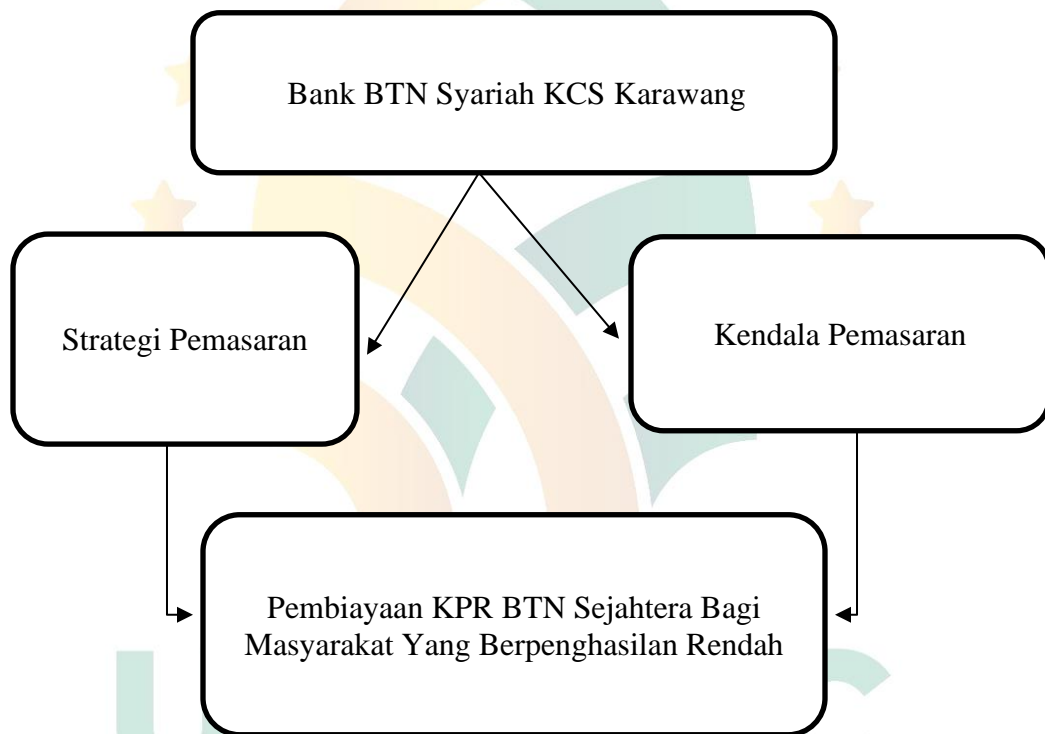 Bank BTN Syariah KCS Karawang
Strategi Pemasaran
Kendala Pemasaran
Pembiayaan KPR BTN Sejahtera Bagi
Masyarakat Yang Berpenghasilan Rendah